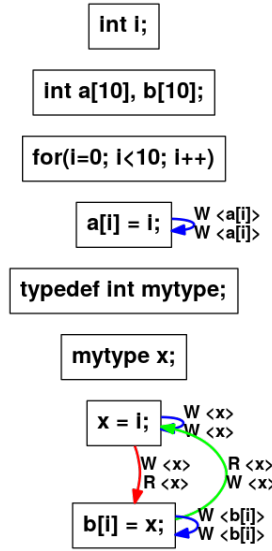 int i;
int a[10], b[10];
for(i=0; i<10; i++)
a[i] = i;
W <a[i]>
W <a[i]>
typedef int mytype;
mytype x;
x = i;
W <x>
W <x>
W <x>
R <x>
R <x>
W <x>
b[i] = x;
W <b[i]>
W <b[i]>